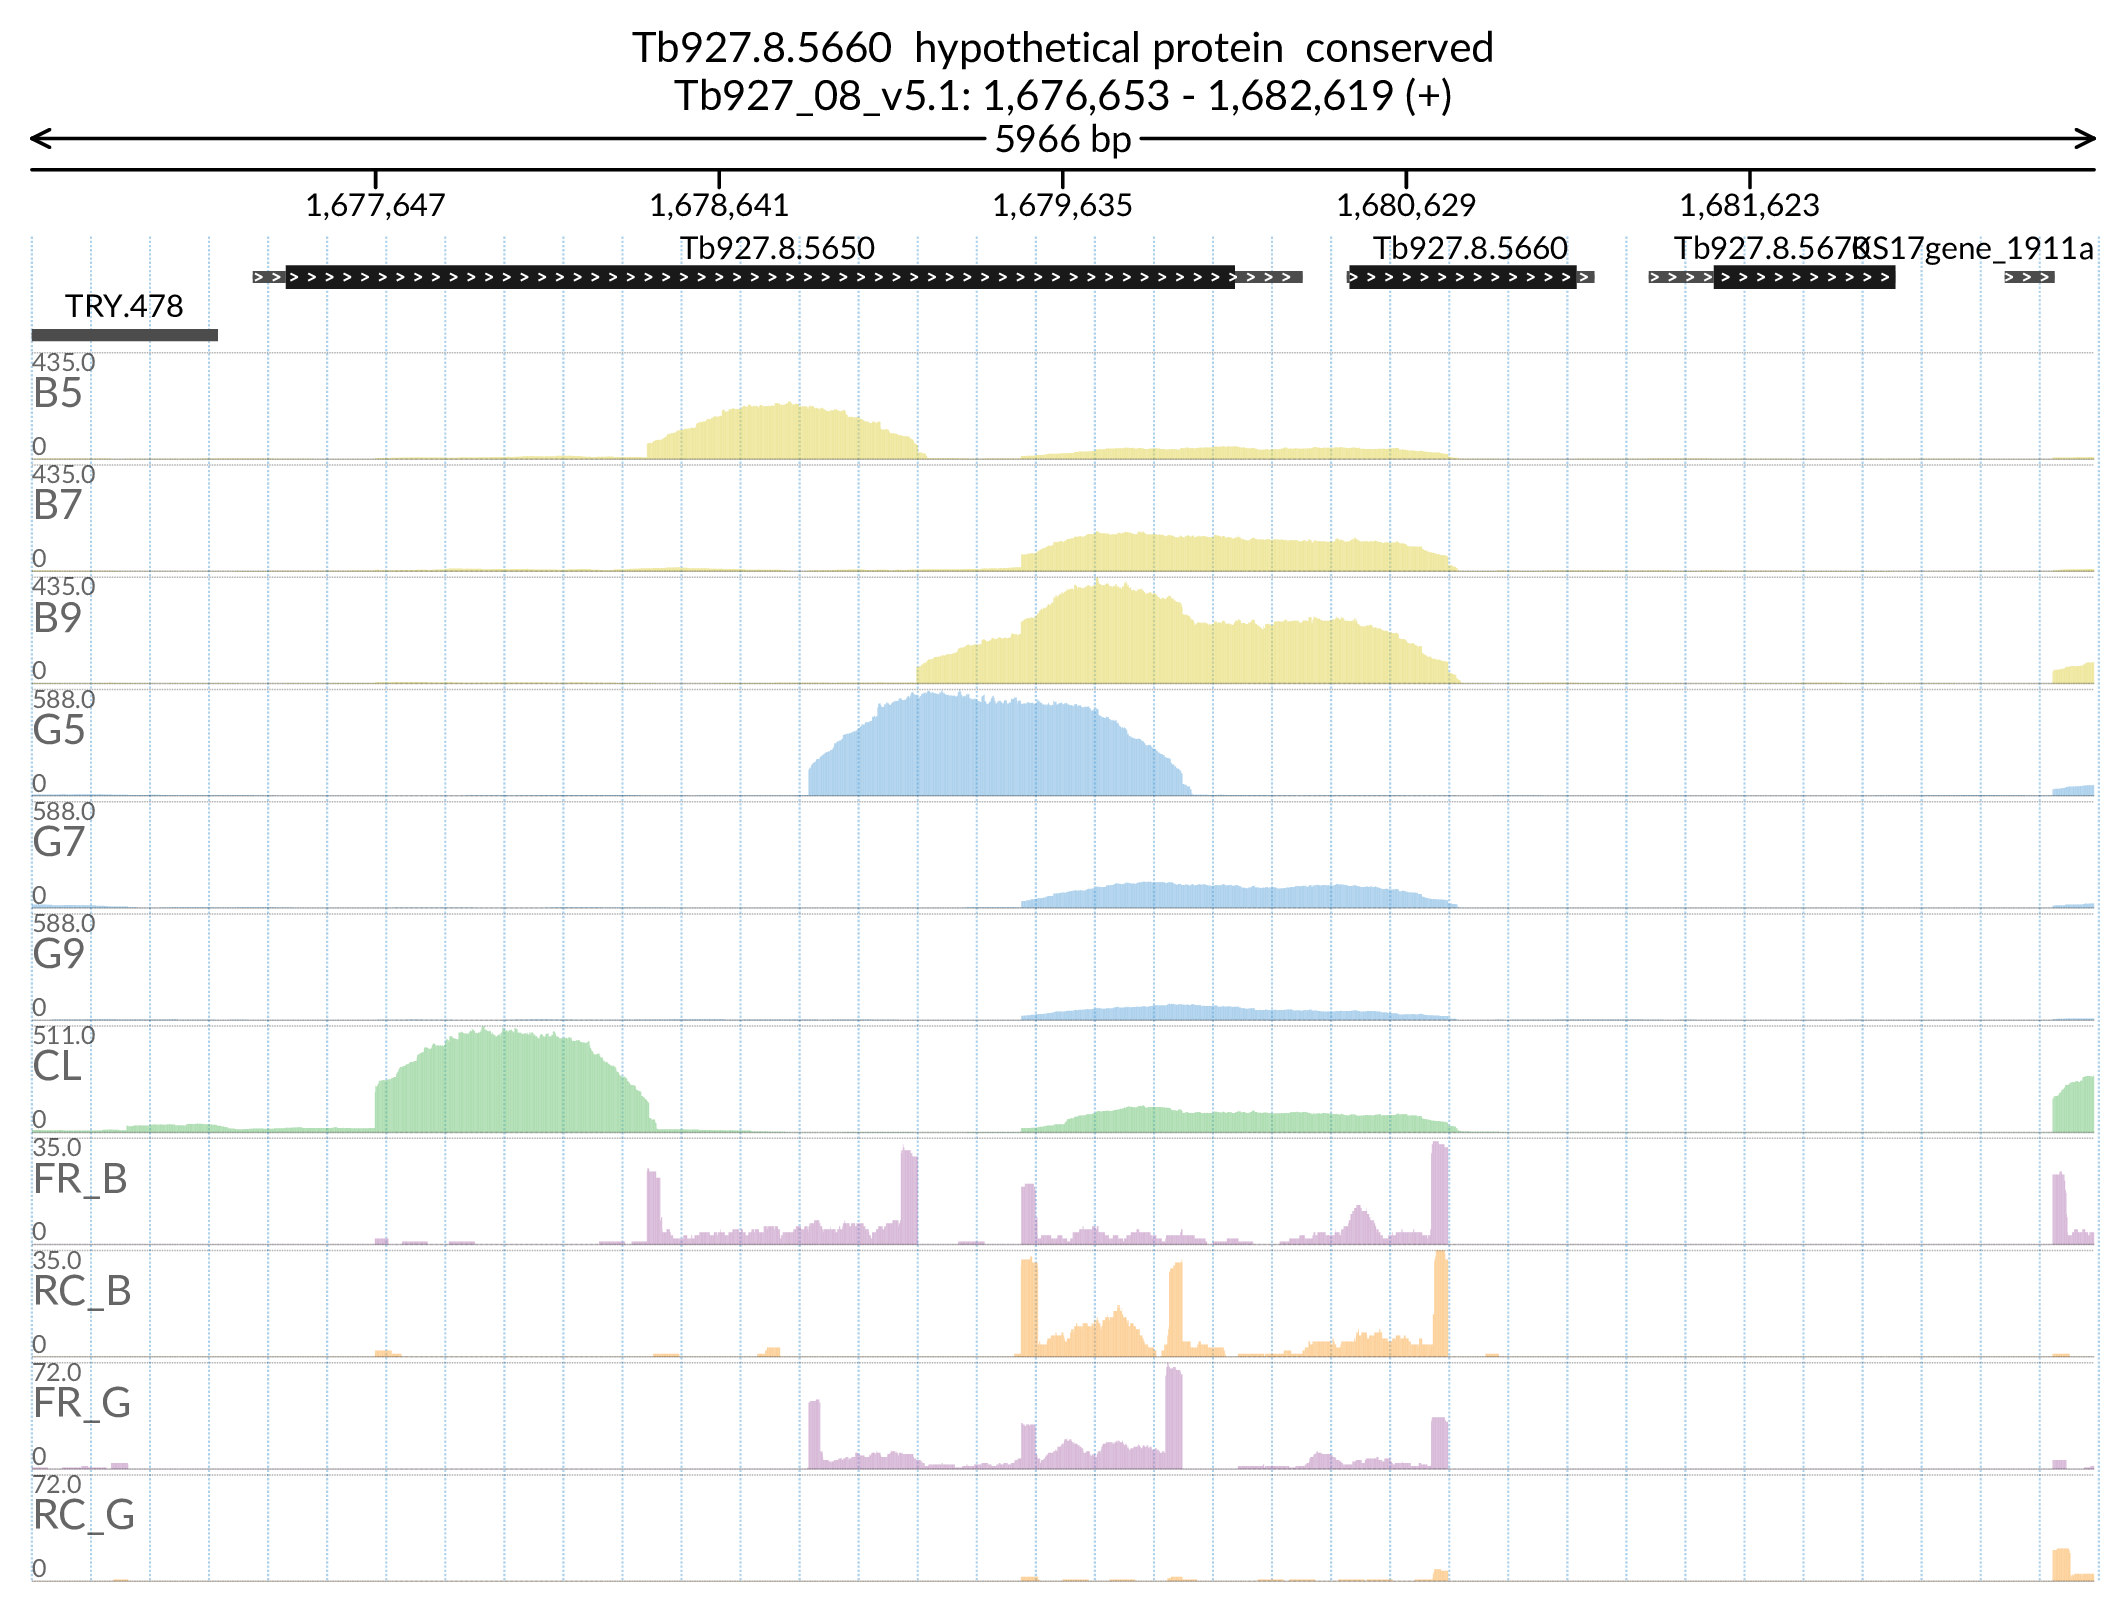 Tb927.8.5660 hypothetical protein conserved
Tb927_08_v5.1: 1,676,653 - 1,682,619 (+)
5966 bp
1,677,647 1,678,641 1,679,635 1,680,629 1,681,623
Tb927.8.5650 Tb927.8.5660 Tb927.8.5670 KS17gene_1911a
TRY.478
435.0
B5
0
435.0
B7
0
435.0
B9
0
588.0
G5
0
588.0
G7
0
588.0
G9
0
511.0
CL
0
35.0
FR_B
0
35.0
RC_B
0
72.0
FR_G
0
72.0
RC_G
0